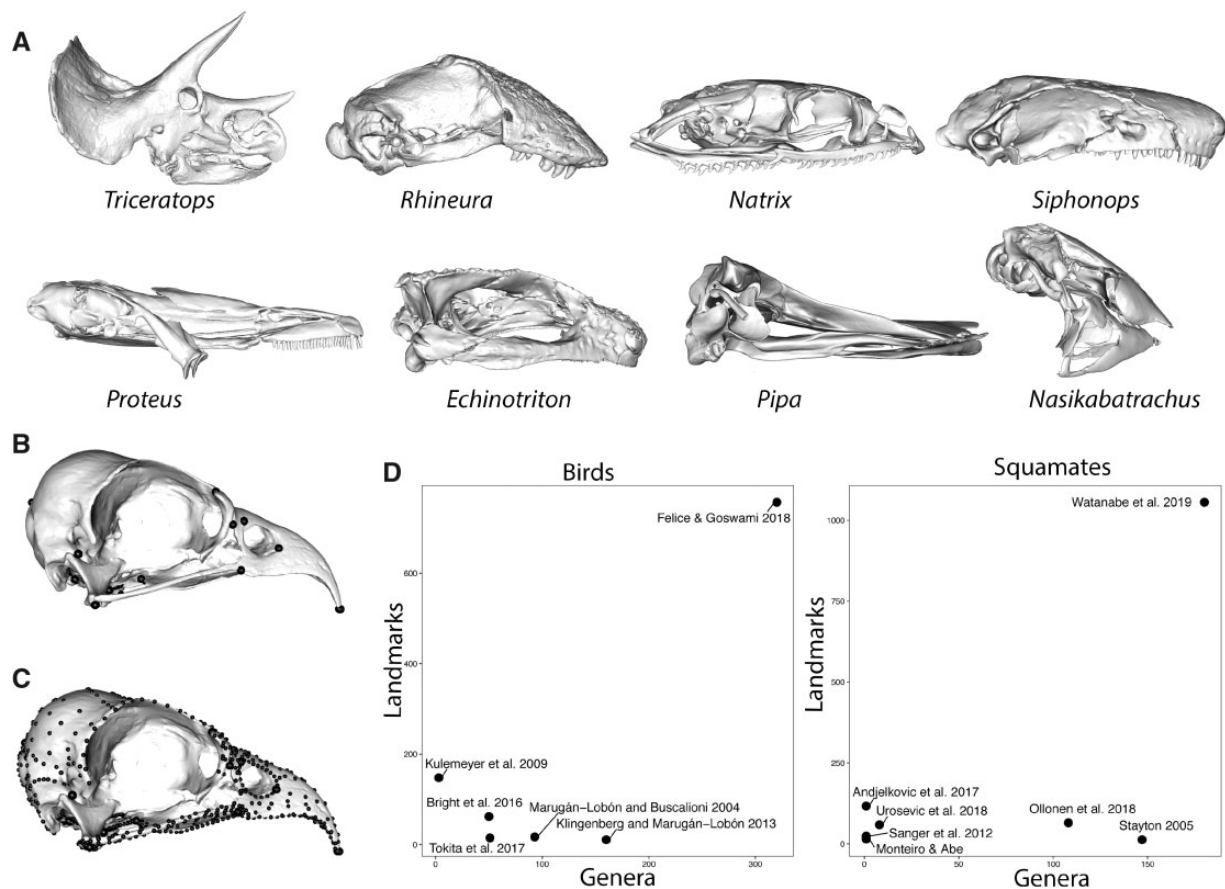 A
Triceratops
Rhineura
Natrix
Siphonops
Proteus
Echinotriton
Pipa
Nasikabatrachus
B
C
D
Birds
Landmarks
600
400
200
0
Felice & Goswami 2018
Kulemeyer et al. 2009
Bright et al. 2016
Marugán−Lobón and Buscalioni 2004
Klingenberg and Marugán−Lobón 2013
Tokita et al. 2017
0 100 200 300
Genera
Squamates
Landmarks
1000
750
500
250
0
Watanabe et al. 2019
Andjelkovic et al. 2017
Urosevic et al. 2018
Sanger et al. 2012
Monteiro & Abe
Ollonen et al. 2018
Stayton 2005
0 50 100 150
Genera